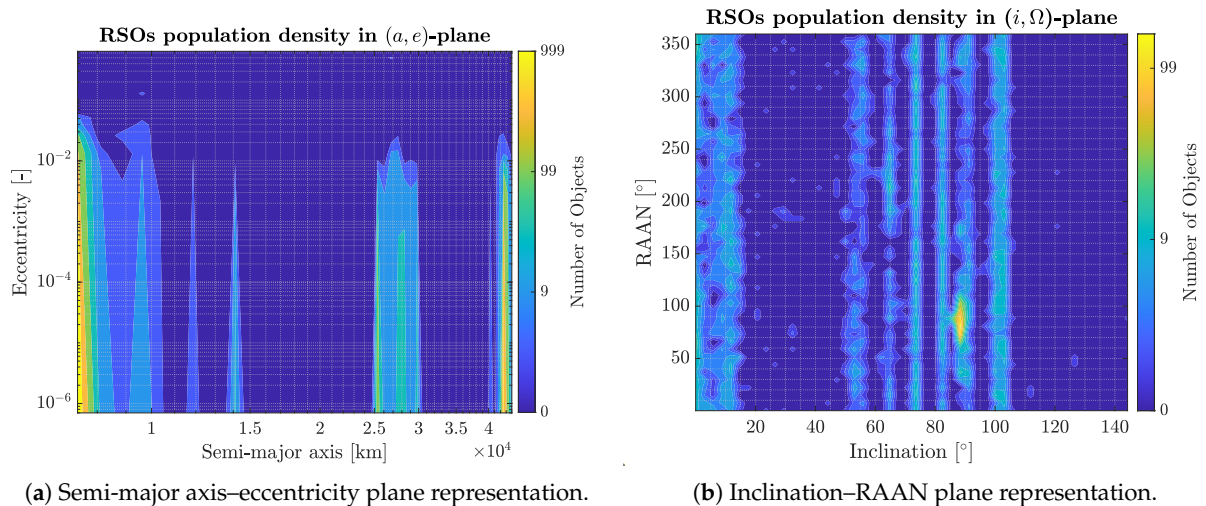 RSOs population density in (a, e)-plane
999
99
9
0
Number of Objects
Eccentricity [-]
10⁻²
10⁻⁴
10⁻⁶
1 1.5 2 2.5 3 3.5 4
×10⁴
Semi-major axis [km]
(a) Semi-major axis–eccentricity plane representation.
RSOs population density in (i, Ω)-plane
99
9
0
Number of Objects
RAAN [°]
350
300
250
200
150
100
50
20 40 60 80 100 120 140
Inclination [°]
(b) Inclination–RAAN plane representation.